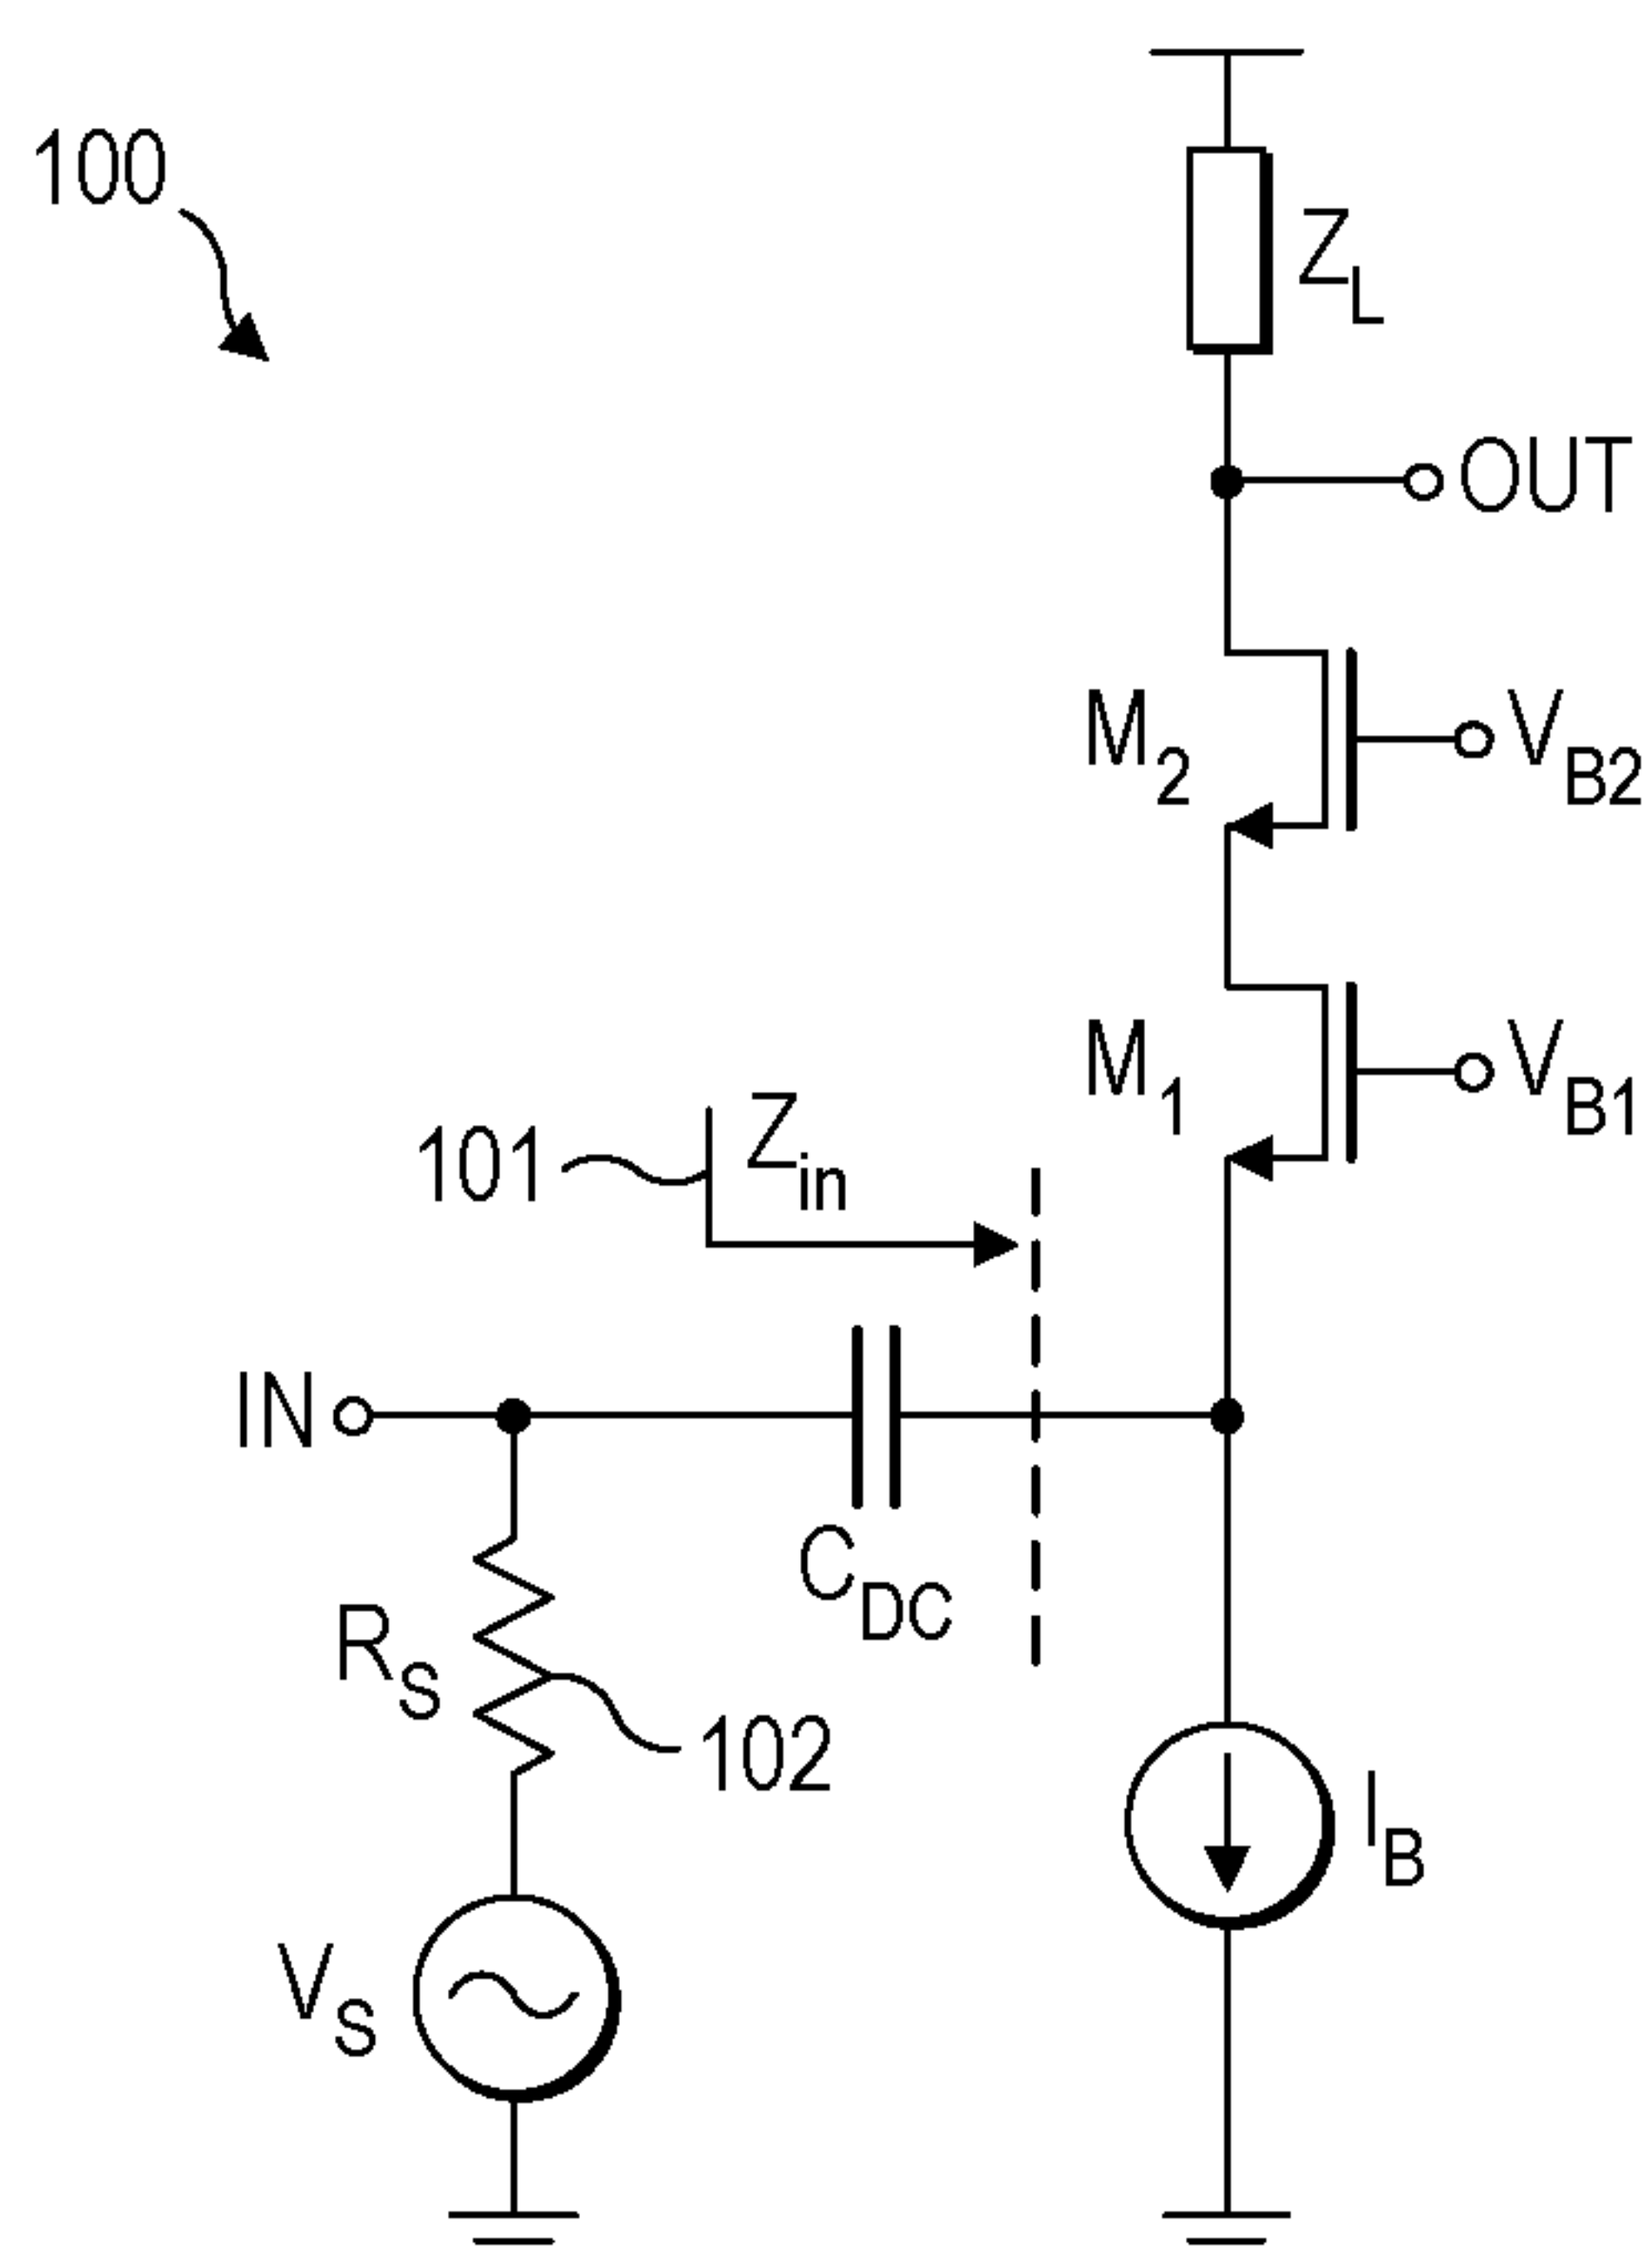 100
Z_L
OUT
M_2
V_B2
M_1
V_B1
101
Z_in
IN
C_DC
R_S
102
I_B
V_S